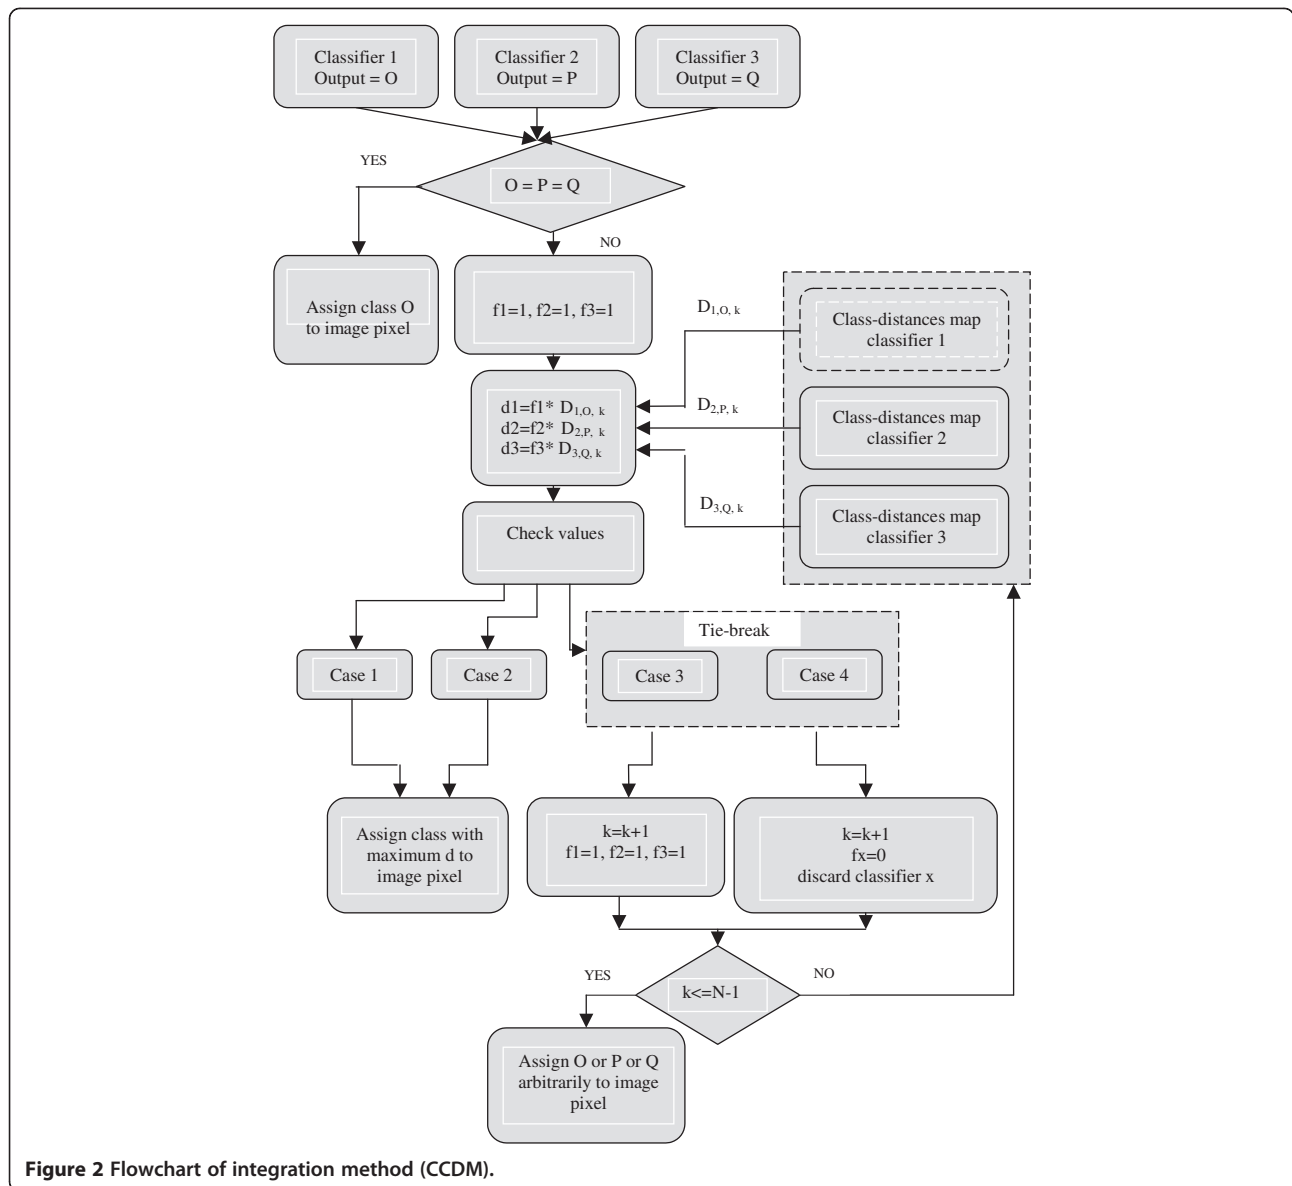 Classifier 1
Output = O
Classifier 2
Output = P
Classifier 3
Output = Q
YES
O = P = Q
NO
Assign class O
to image pixel
f1=1, f2=1, f3=1
D1,O, k
Class-distances map
classifier 1
d1=f1* D1,O, k
d2=f2* D2,P, k
d3=f3* D3,Q, k
D2,P, k
Class-distances map
classifier 2
D3,Q, k
Class-distances map
classifier 3
Check values
Tie-break
Case 1
Case 2
Case 3
Case 4
Assign class with
maximum d to
image pixel
k=k+1
f1=1, f2=1, f3=1
k=k+1
fx=0
discard classifier x
YES
k<=N-1
NO
Assign O or P or Q
arbitrarily to image
pixel
Figure 2 Flowchart of integration method (CCDM).